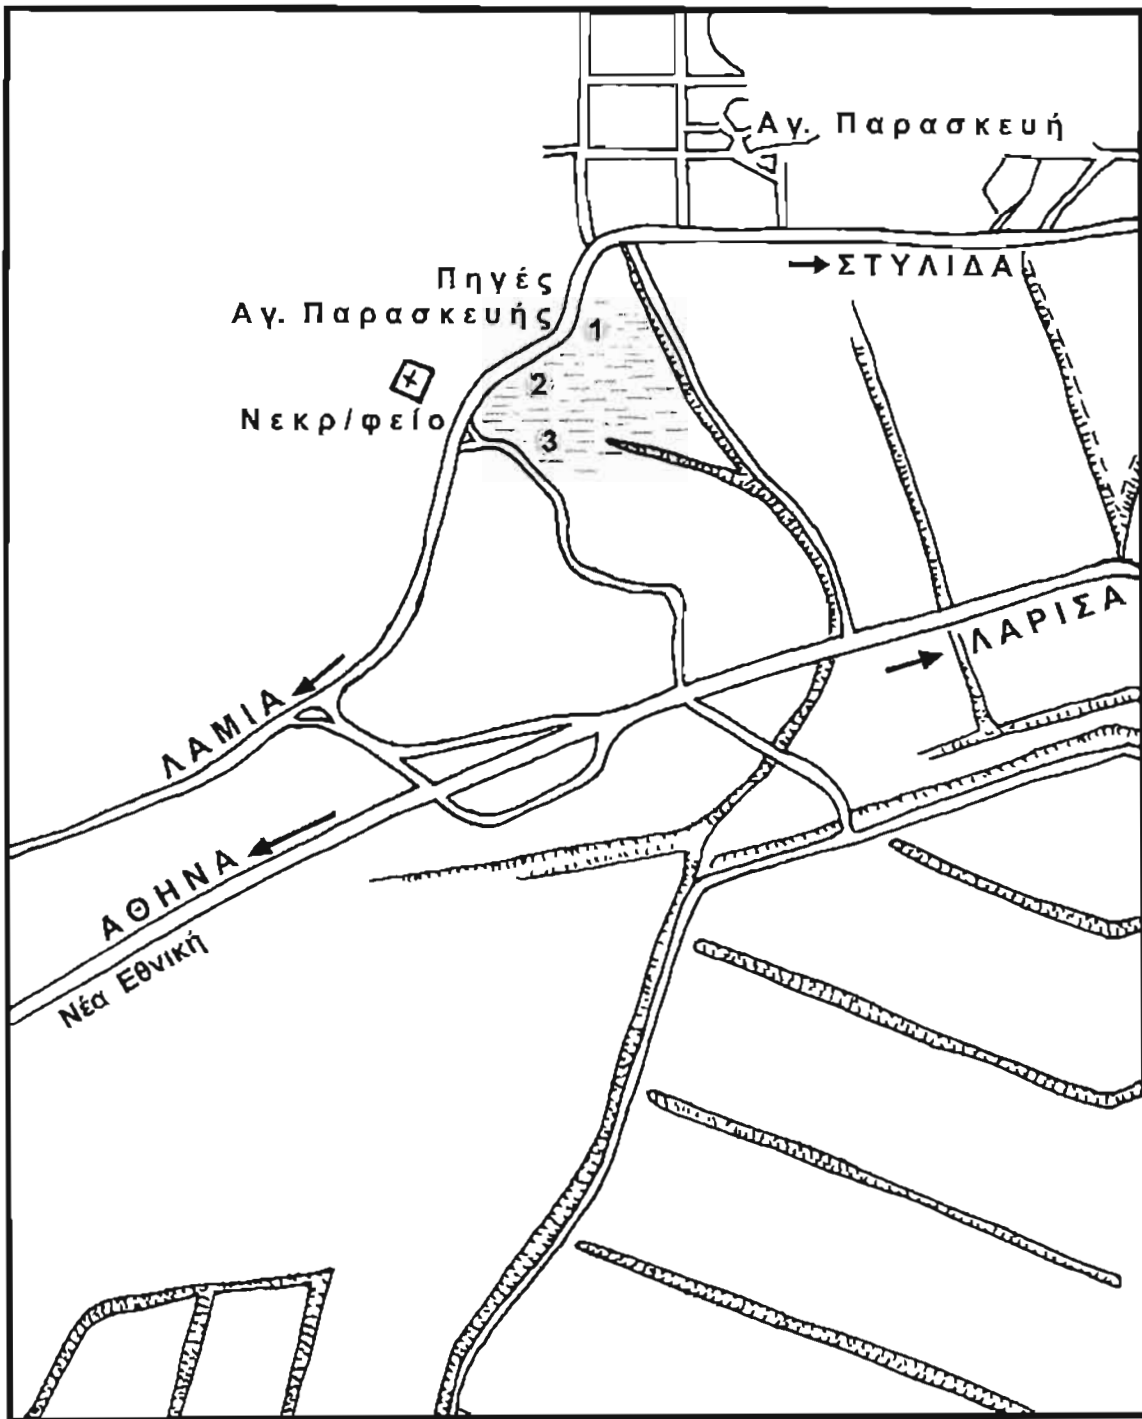 Αγ. Παρασκευή
ΣΤΥΛΙΔΑ
Πηγές
Αγ. Παρασκευής
1
2
Νεκρ/φείο
3
ΛΑΡΙΣΑ
ΛΑΜΙΑ
ΑΘΗΝΑ
Νέα Εθνική